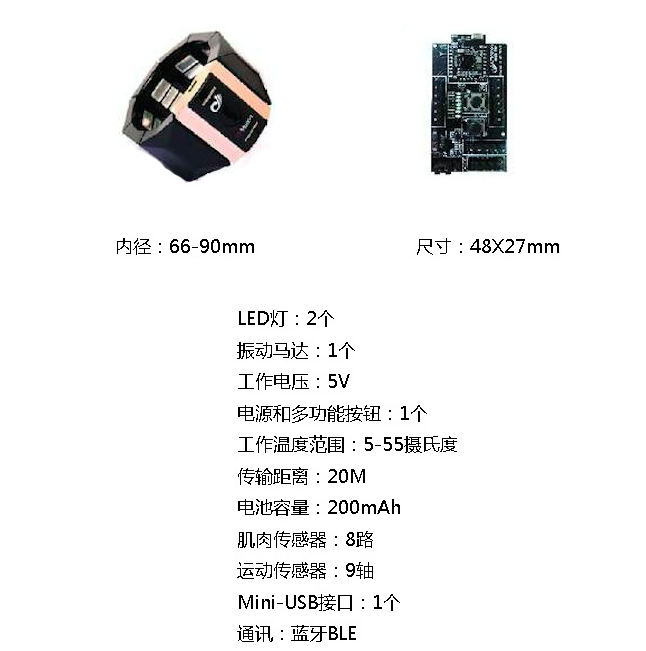 内径：66-90mm
尺寸：48X27mm
LED灯：2个
振动马达：1个
工作电压：5V
电源和多功能按钮：1个
工作温度范围：5-55摄氏度
传输距离：20M
电池容量：200mAh
肌肉传感器：8路
运动传感器：9轴
Mini-USB接口：1个
通讯：蓝牙BLE